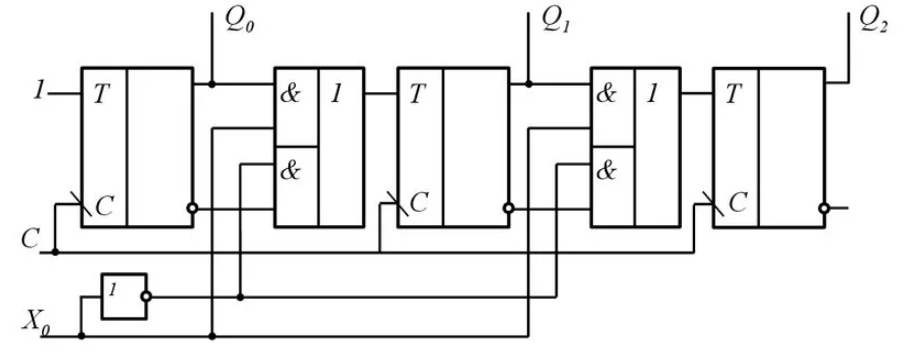 Q₀ Q₁ Q₂
1 T & 1 T & 1 T
& &
C C C
C
1
X₀